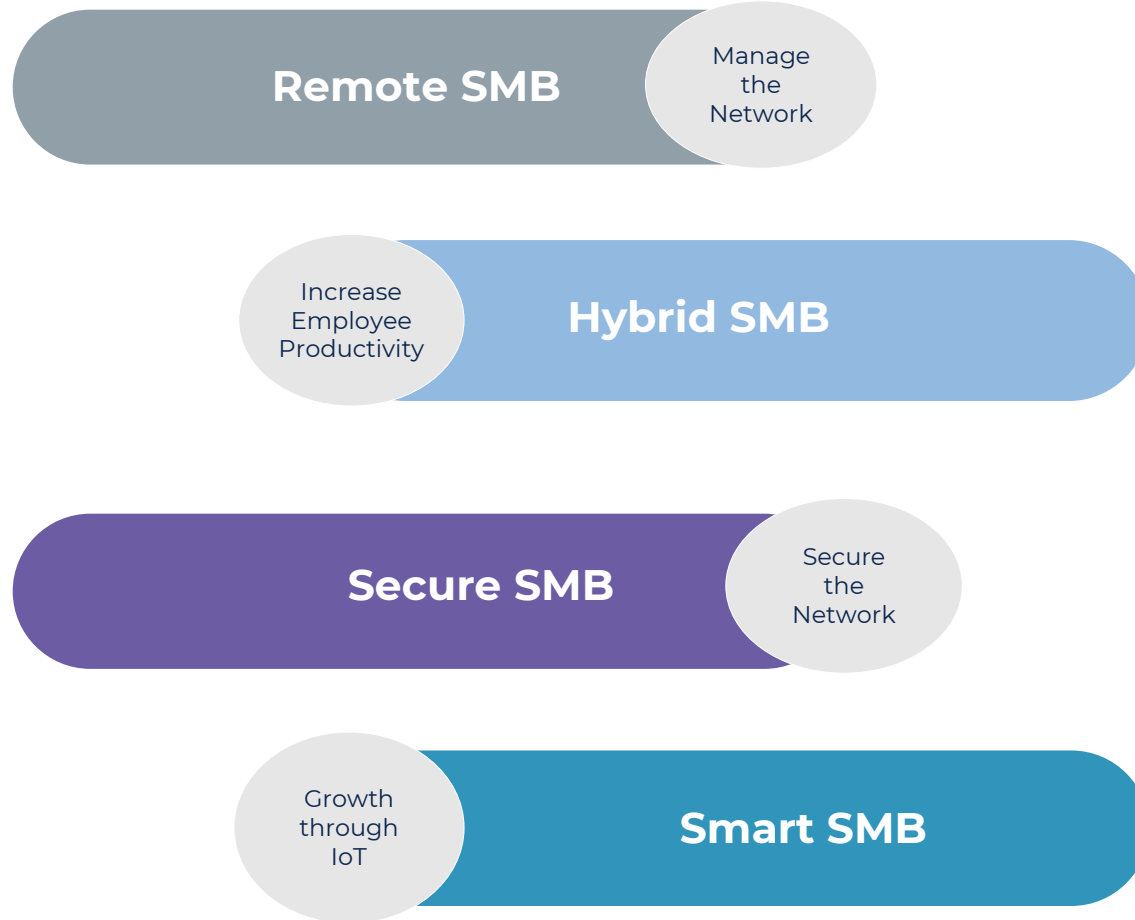 Remote SMB
Manage
the
Network
Increase
Employee
Productivity
Hybrid SMB
Secure SMB
Secure
the
Network
Growth
through
IoT
Smart SMB